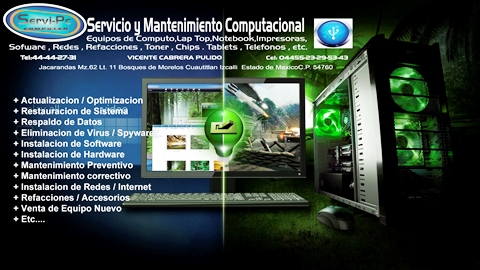 Servi-Pc
COMPUTER
Servicio y Mantenimiento Computacional
Equipos de Computo,Lap Top,Notebook,Impresoras,
Sofware , Redes , Refacciones , Toner , Chips . Tablets , Telefonos , etc.
Tel:44-44-27-31 VICENTE CABRERA PULIDO Cel: 04455-23-29-53-43
Jacarandas Mz.62 Lt. 11 Bosques de Morelos Cuautitlan Izcalli Estado de MexicoC.P. 54760
+ Actualizacion / Optimizacion
+ Restauracion de Sistema
+ Respaldo de Datos
+ Eliminacion de Virus / Spyware
+ Instalacion de Software
+ Instalacion de Hardware
+ Mantenimiento Preventivo
+ Mantenimiento correctivo
+ Instalacion de Redes / Internet
+ Refacciones / Accesorios
+ Venta de Equipo Nuevo
+ Etc....